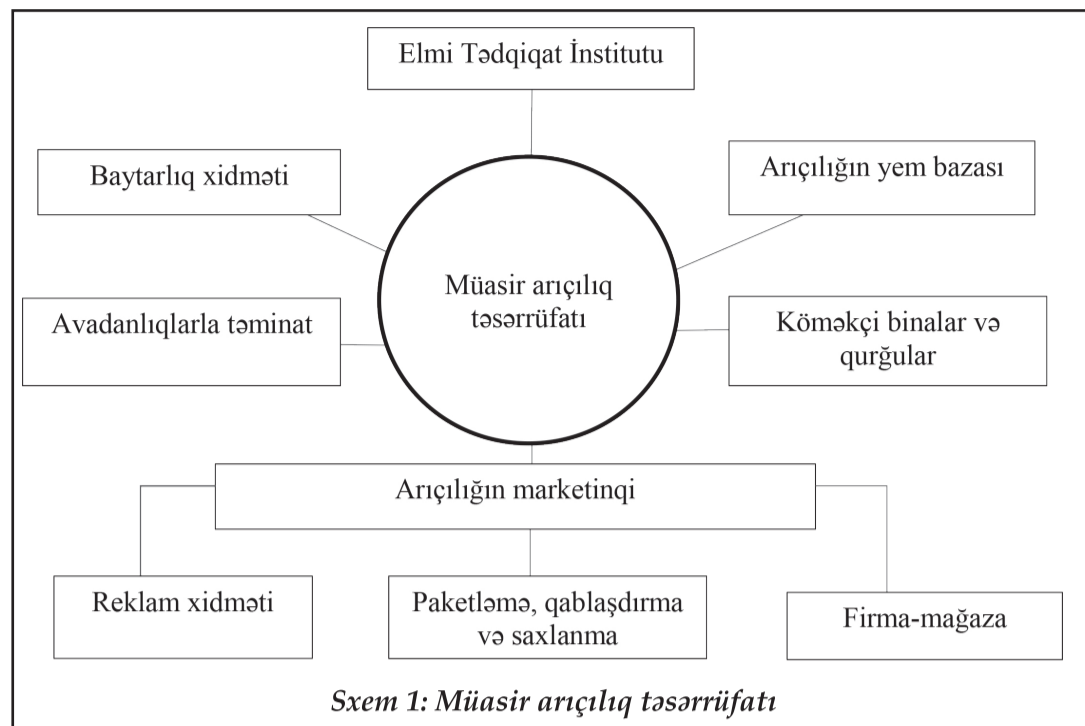 Elmi Tədqiqat İnstitutu
Baytarlıq xidməti
Arıçılığın yem bazası
Müasir arıçılıq
təsərrüfatı
Avadanlıqlarla təminat
Köməkçi binalar və
qurğular
Arıçılığın marketinqi
Reklam xidməti
Paketləmə, qablaşdırma
və saxlanma
Firma-mağaza
Sxem 1: Müasir arıçılıq təsərrüfatı